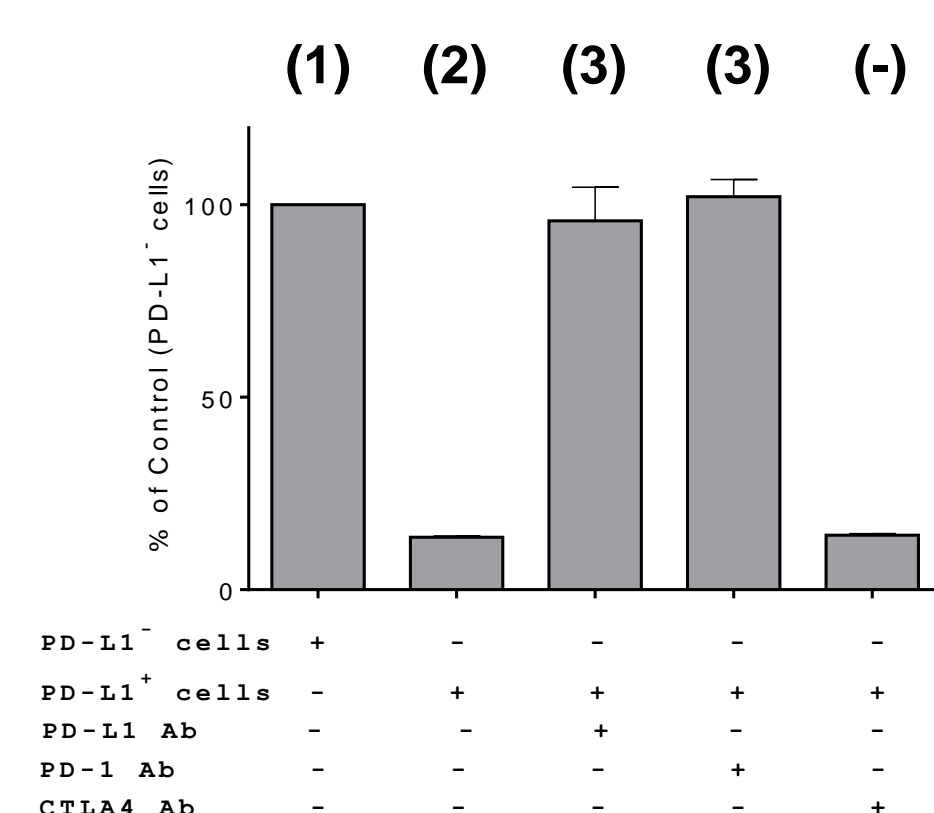 (1) (2) (3) (3) (-)
% of Control (PD-L1⁻ cells)
100
50
0
PD-L1⁻ cells + - - - -
PD-L1⁺ cells - + + + +
PD-L1 Ab - - + - -
PD-1 Ab - - - + -
CTLA4 Ab - - - - +